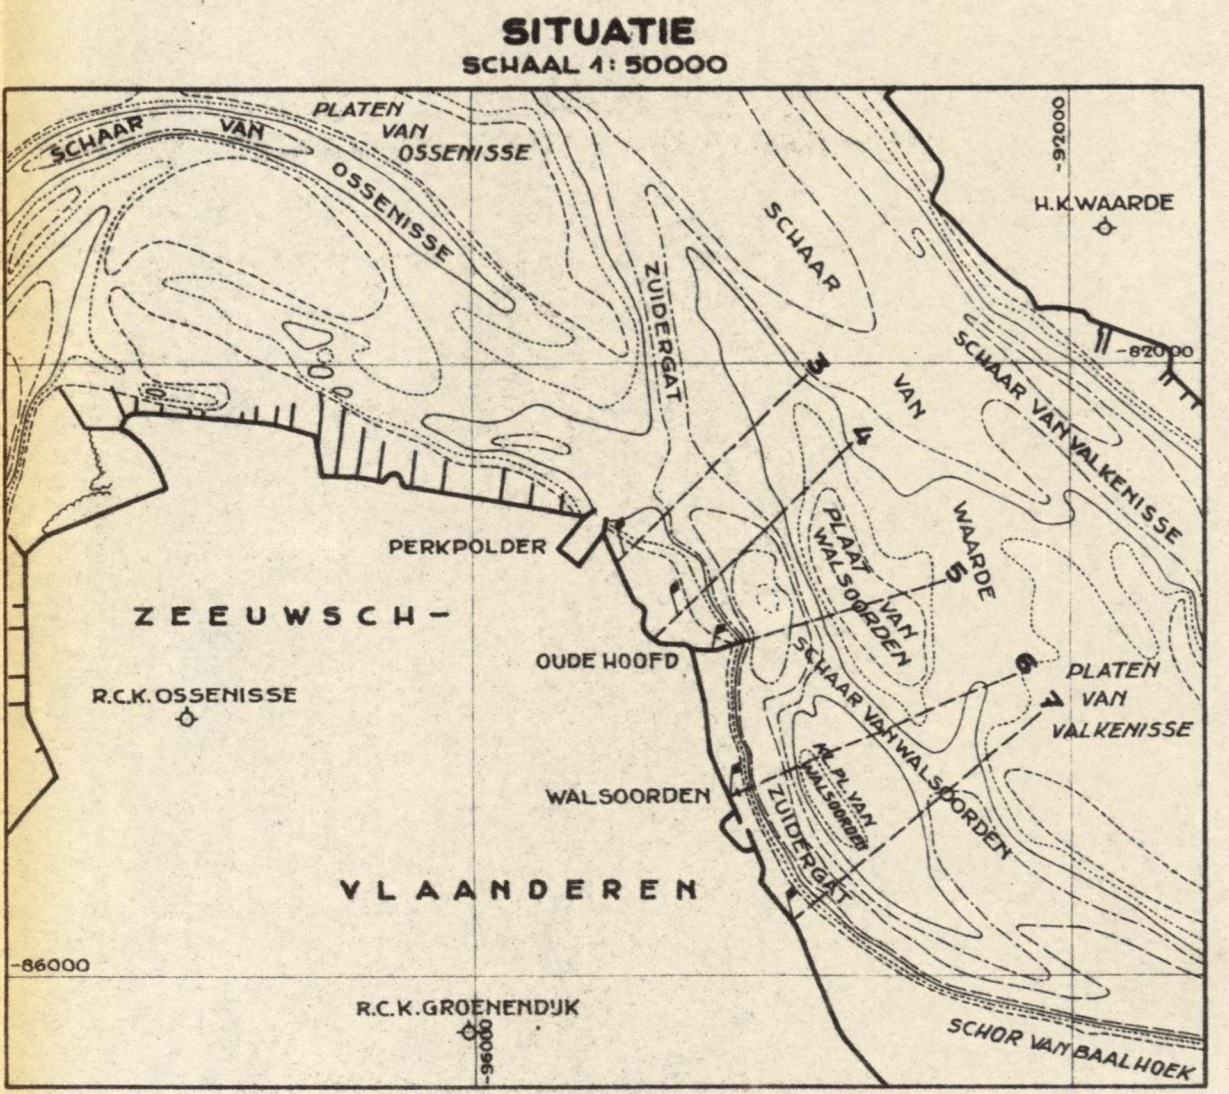 SITUATIE
SCHAAL 1: 50000
PLATEN
VAN
OSSENISSE
SCHAAR VAN OSSENISSE
-92000
H.K.WAARDE
SCHAAR
VAN
WAARDE
ZUIDERGAT
-82000
SCHAAR VAN VALKENISSE
3
4
5
6
7
PLAAT
WALSOORDEN
VAN
PERKPOLDER
ZEEUWSCH-
OUDE HOOFD
R.C.K. OSSENISSE
SCHAAR VAN WALSOORDEN
PLATEN
VAN
VALKENISSE
KL. PL. VAN
WALSOORDEN
WALSOORDEN
ZUIDERGAT
VLAANDEREN
-86000
R.C.K. GROENENDIJK
-96000
SCHOR VAN BAALHOEK